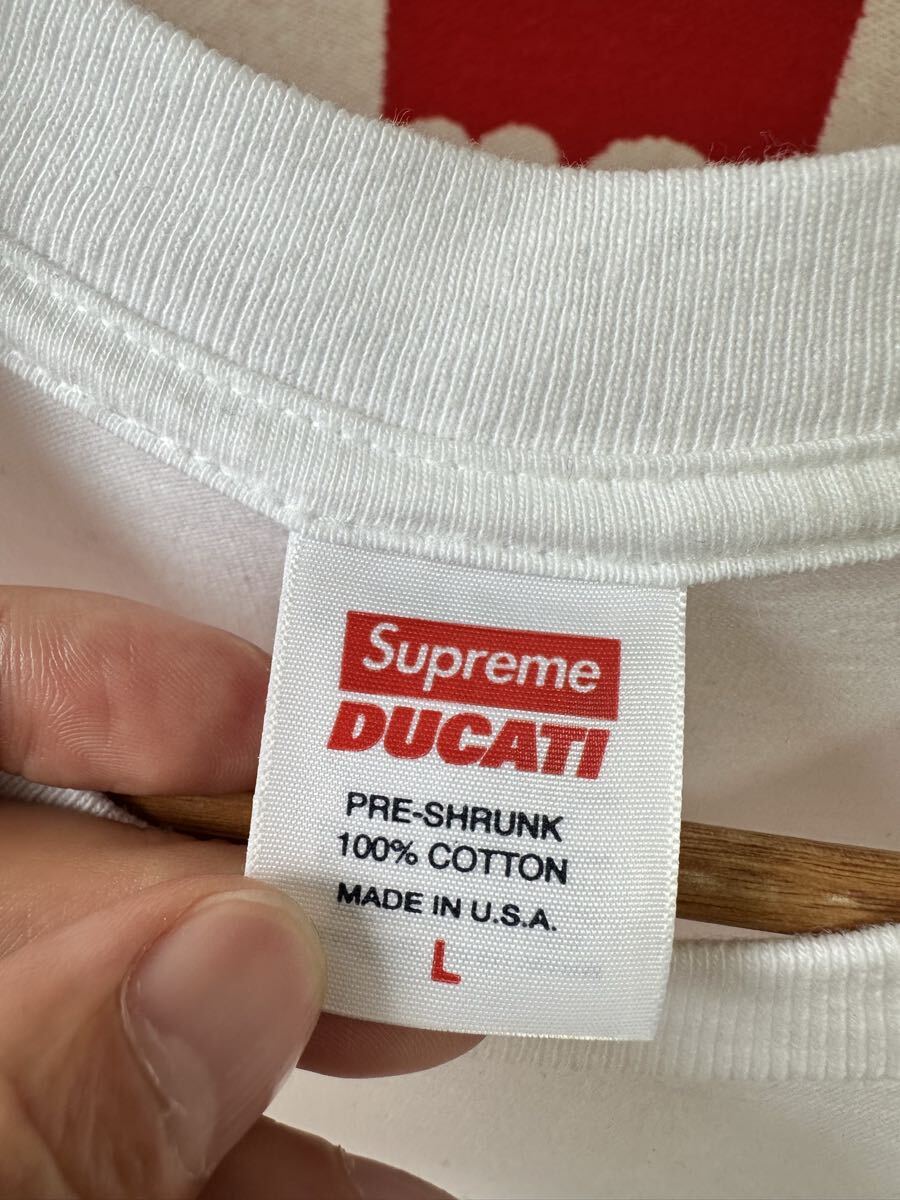 Supreme
DUCATI
PRE-SHRUNK
100% COTTON
MADE IN U.S.A.
L